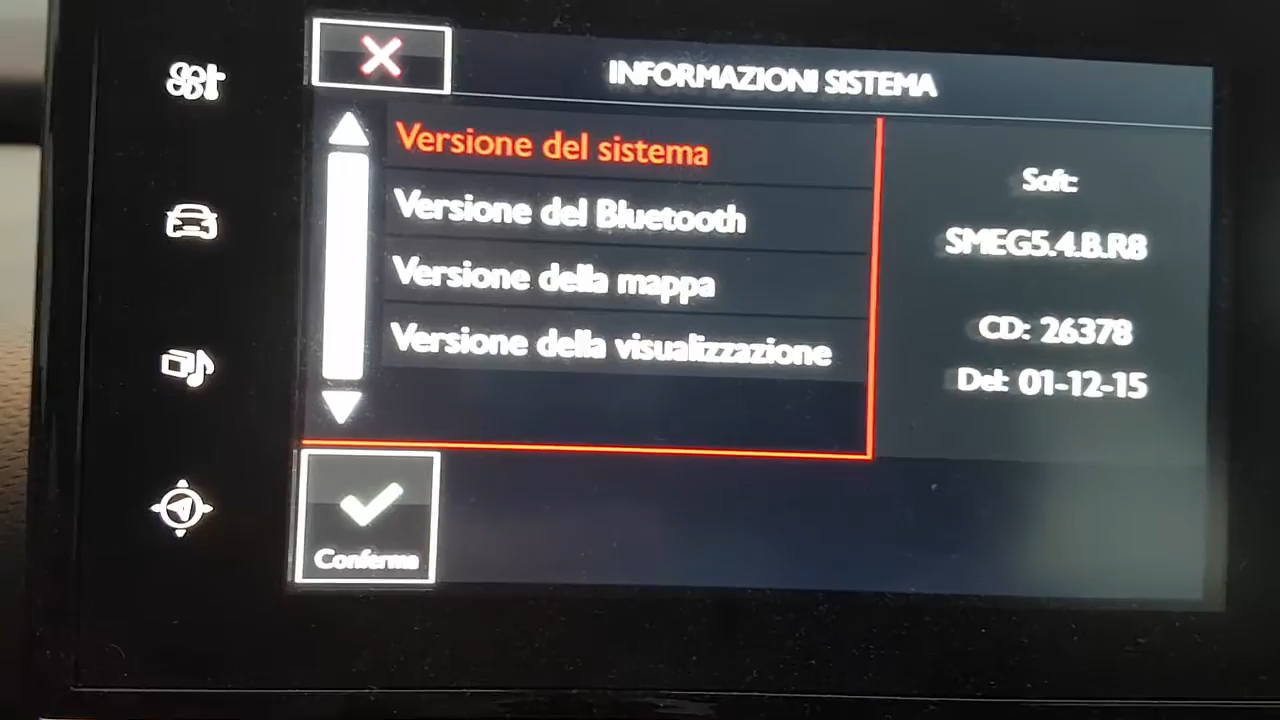 INFORMAZIONI SISTEMA
Versione del sistema
Versione del Bluetooth
Versione della mappa
Versione della visualizzazione
Soft:
SMEG5.4.B.R8
CD: 26378
Del: 01-12-15
Conferma